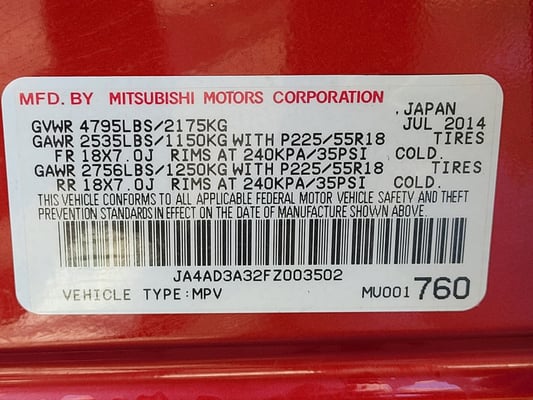 MFD. BY MITSUBISHI MOTORS CORPORATION
, JAPAN
GVWR 4795LBS/2175KG JUL 2014
GAWR 2535LBS/1150KG WITH P225/55R18 TIRES
FR 18X7.0J RIMS AT 240KPA/35PSI COLD.
GAWR 2756LBS/1250KG WITH P225/55R18 TIRES
RR 18X7.0J RIMS AT 240KPA/35PSI COLD.
THIS VEHICLE CONFORMS TO ALL APPLICABLE FEDERAL MOTOR VEHICLE SAFETY AND THEFT
PREVENTION STANDARDS IN EFFECT ON THE DATE OF MANUFACTURE SHOWN ABOVE.
JA4AD3A32FZ003502
VEHICLE TYPE:MPV MU001 760